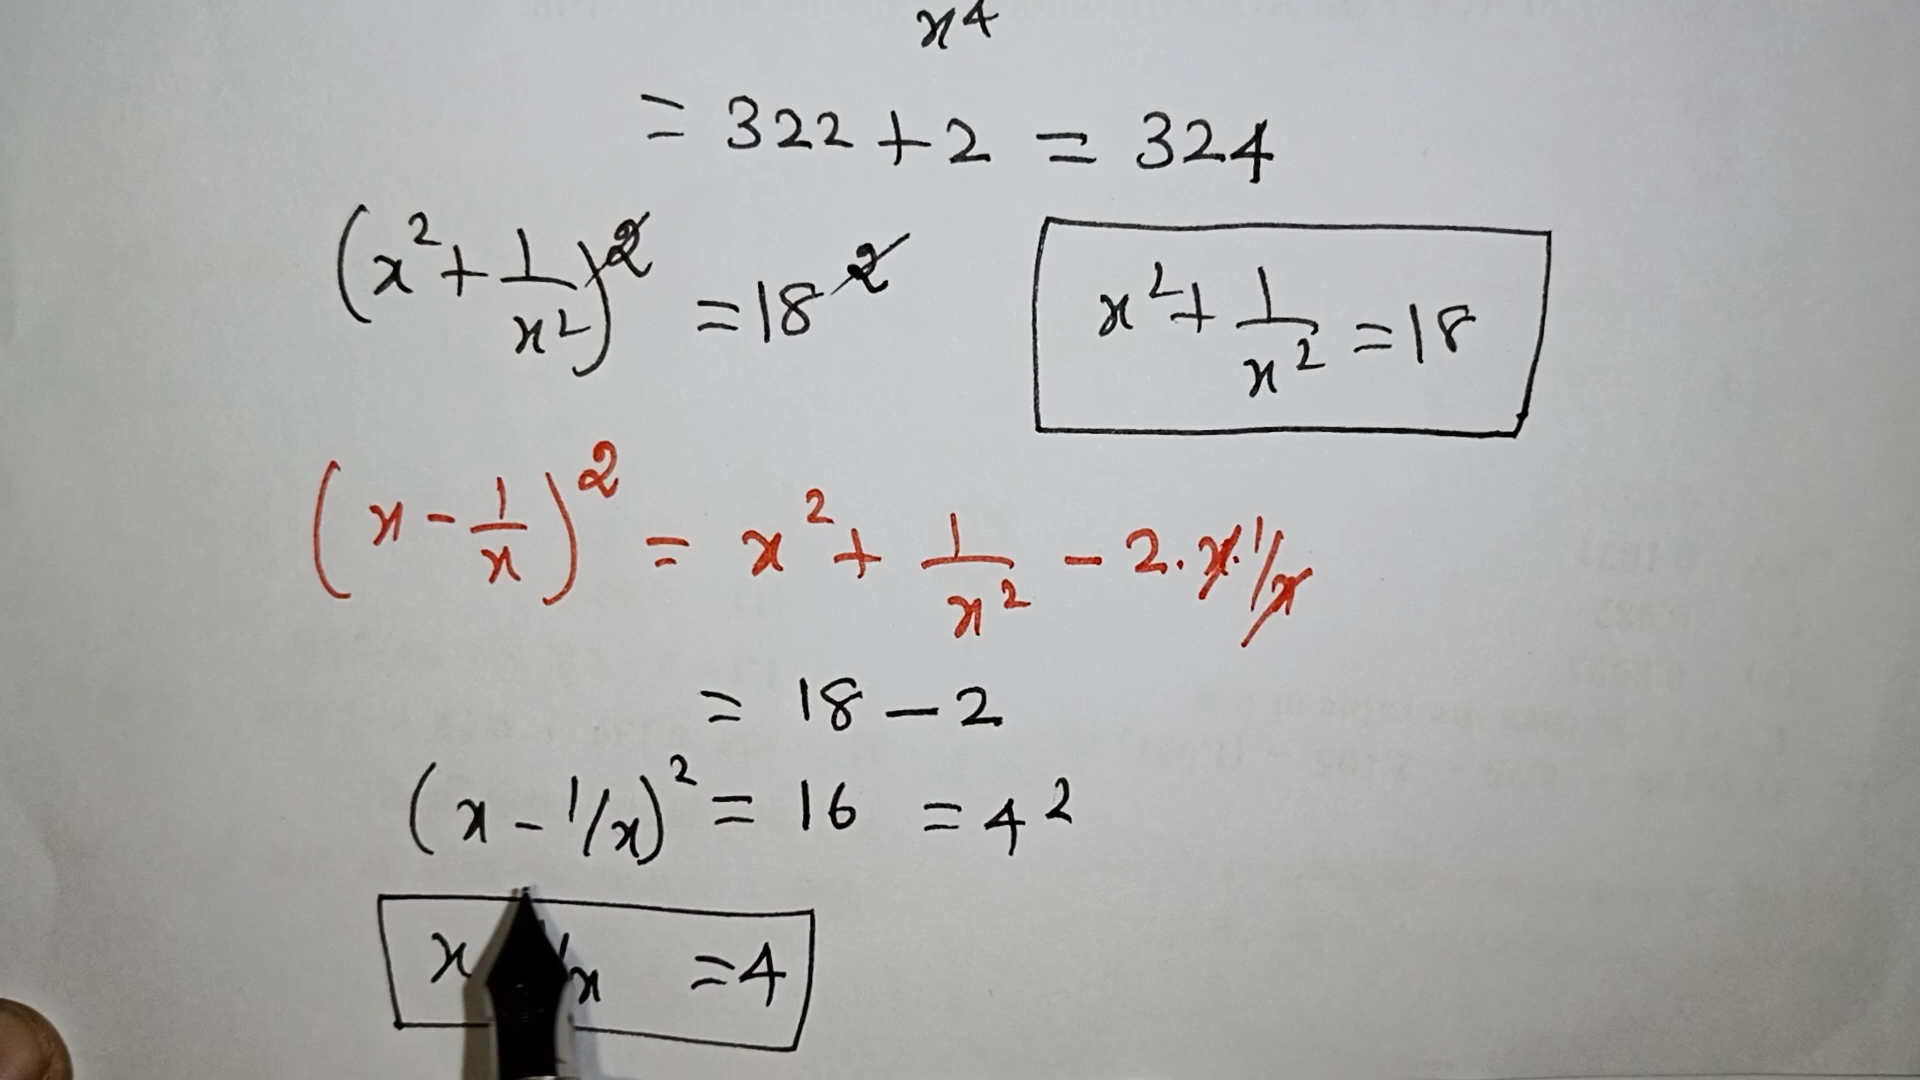 x⁴
= 322 + 2 = 324
(x² + 1/x²)² = 18²
x² + 1/x² = 18
(x - 1/x)² = x² + 1/x² - 2.x.1/x
= 18 - 2
(x - 1/x)² = 16 = 4²
x 1/x = 4